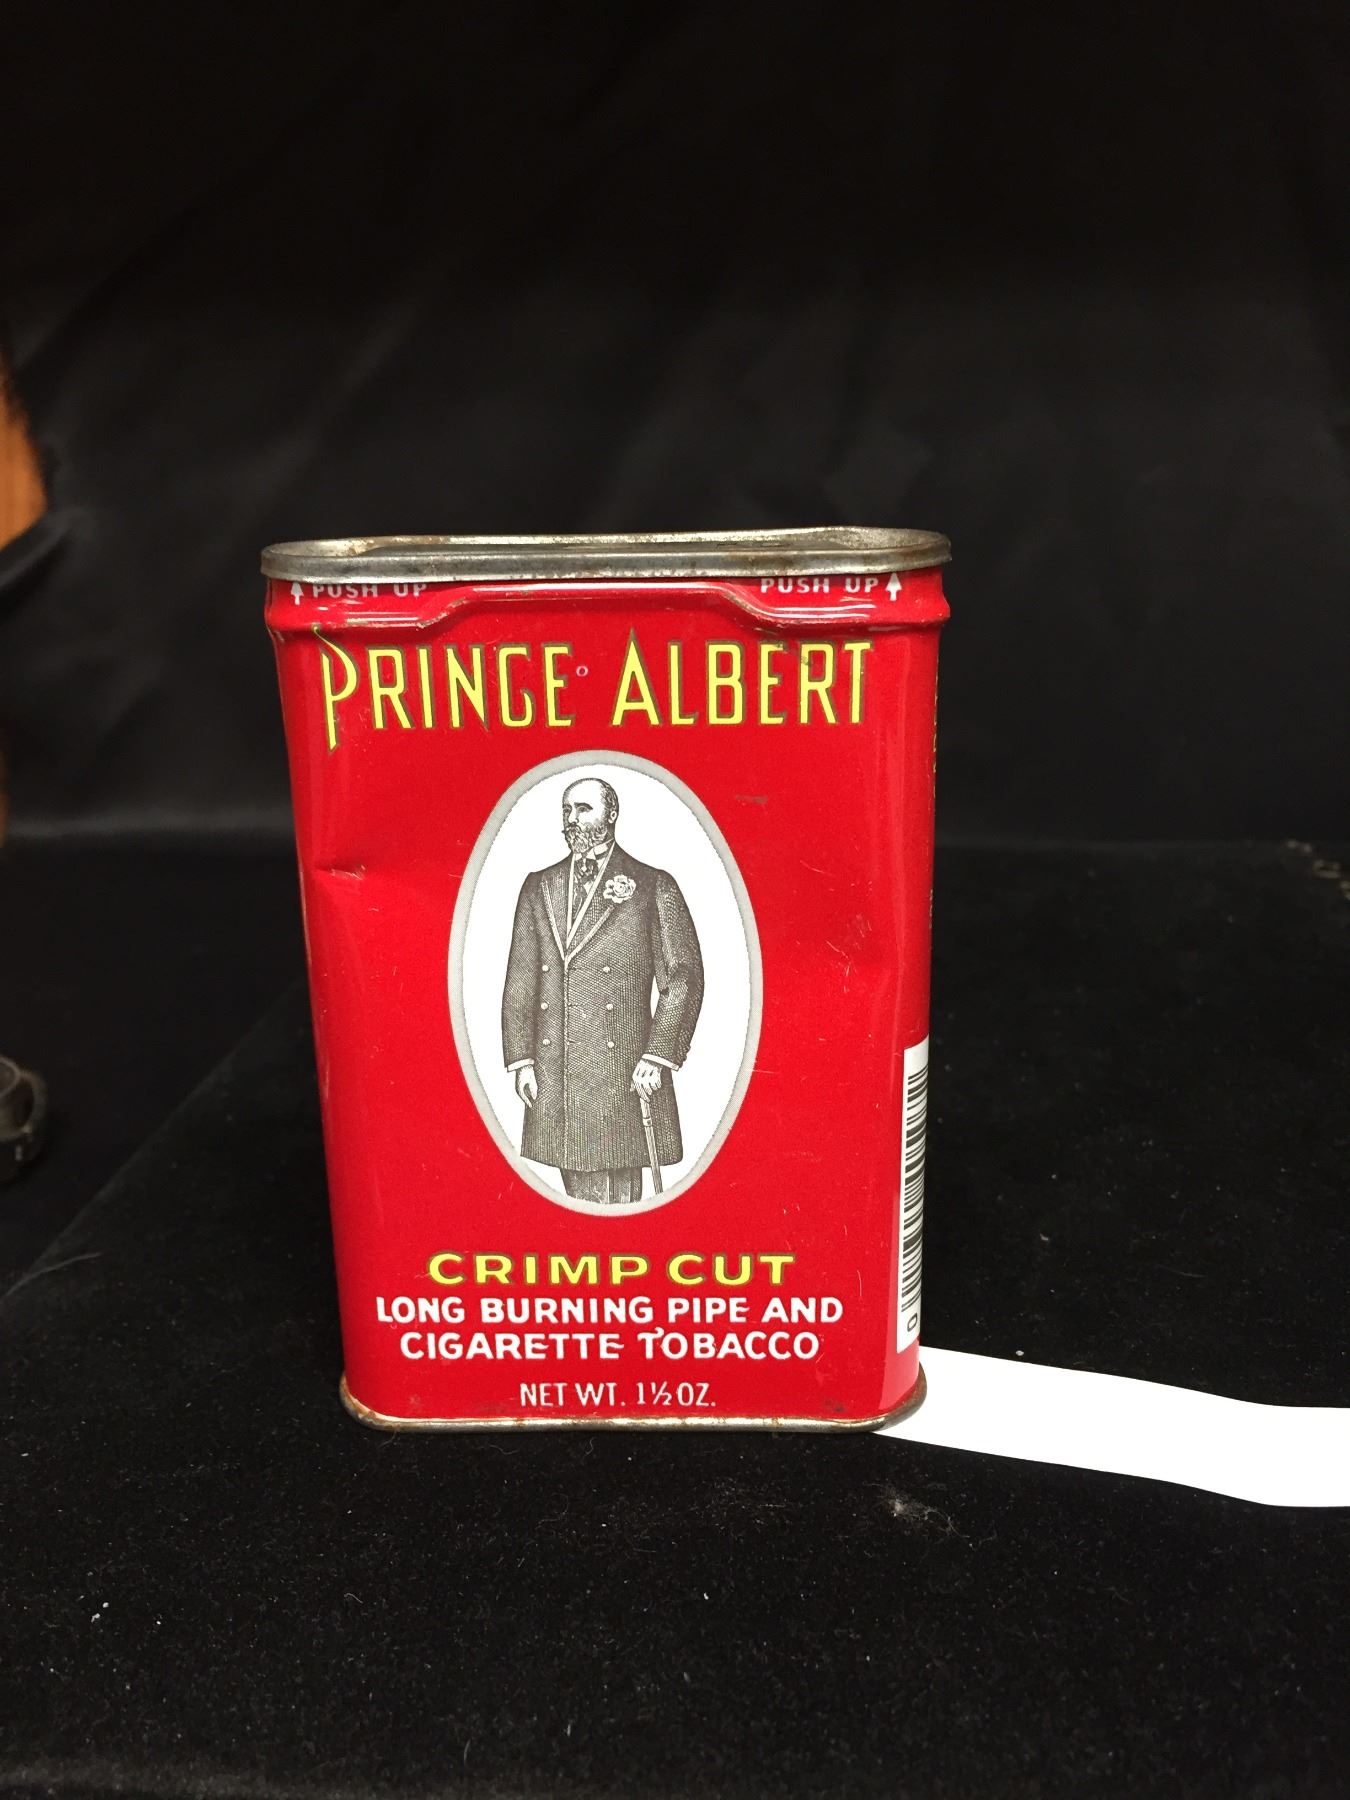 PUSH UP PUSH UP
PRINCE ALBERT
CRIMP CUT
LONG BURNING PIPE AND
CIGARETTE TOBACCO
NET WT. 1½ OZ.
0